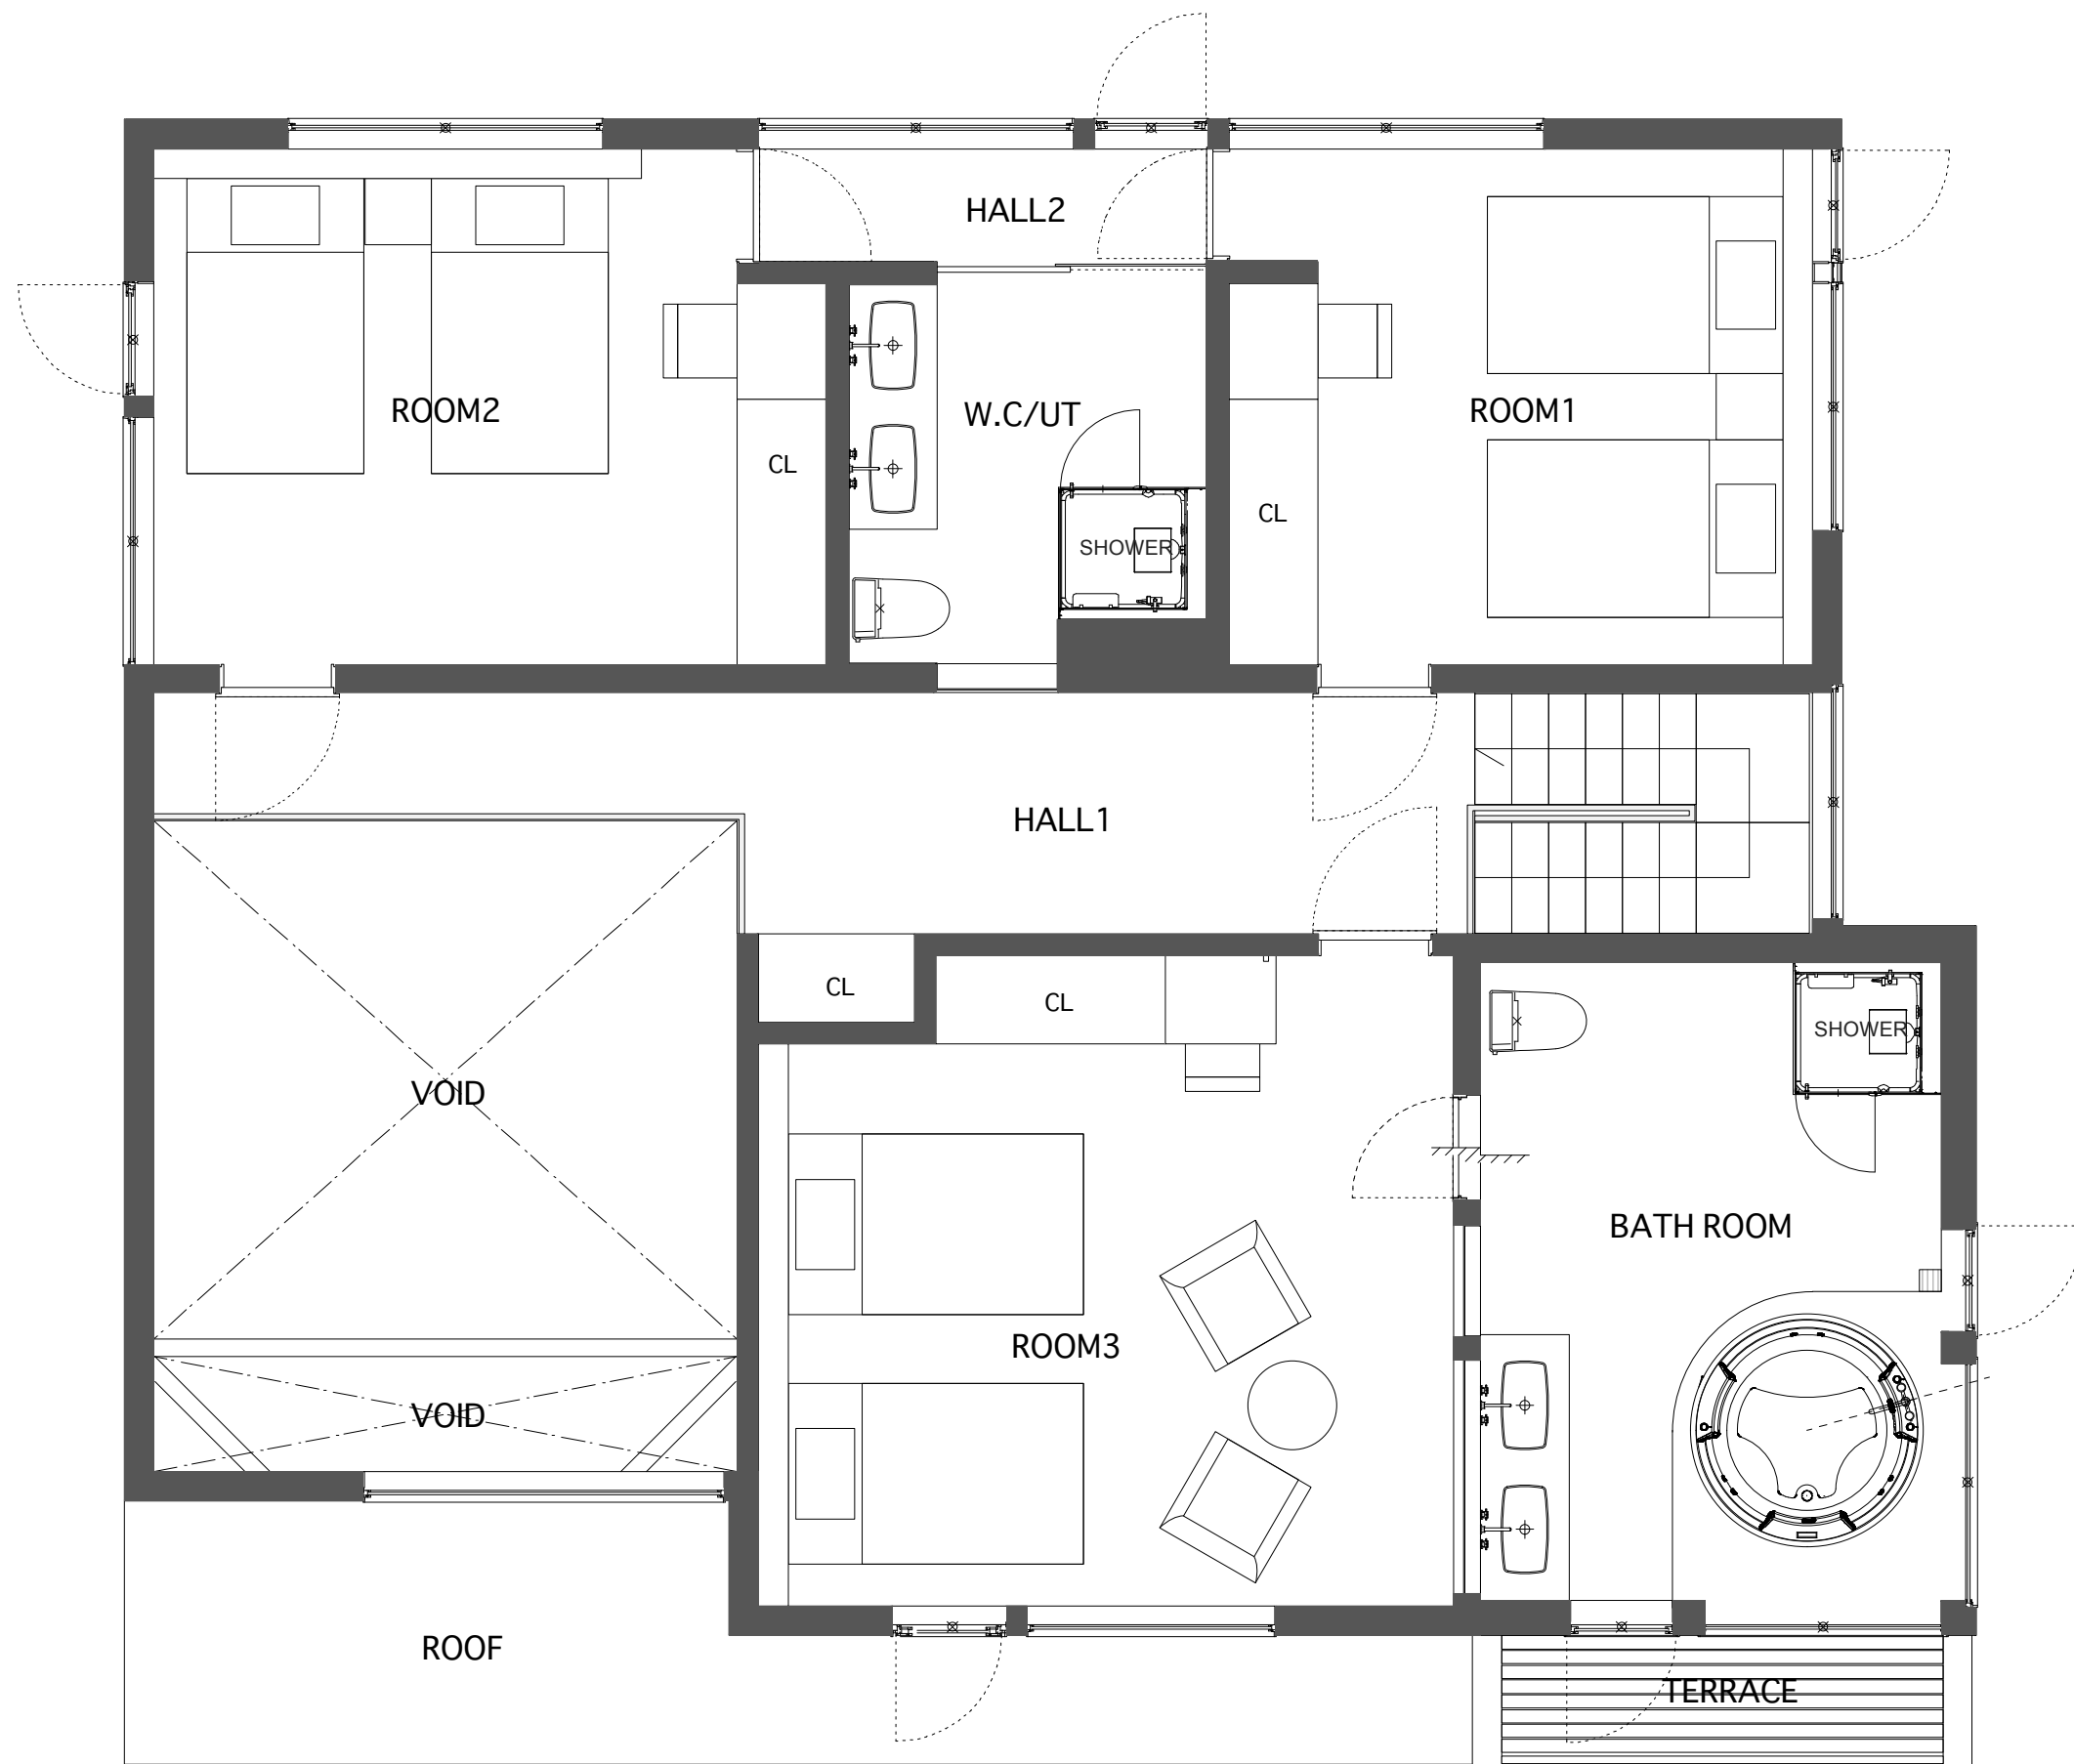 HALL2
ROOM2
W.C/UT
ROOM1
CL
CL
SHOWER
HALL1
CL
CL
SHOWER
VOID
BATH ROOM
ROOM3
VOID
ROOF
TERRACE